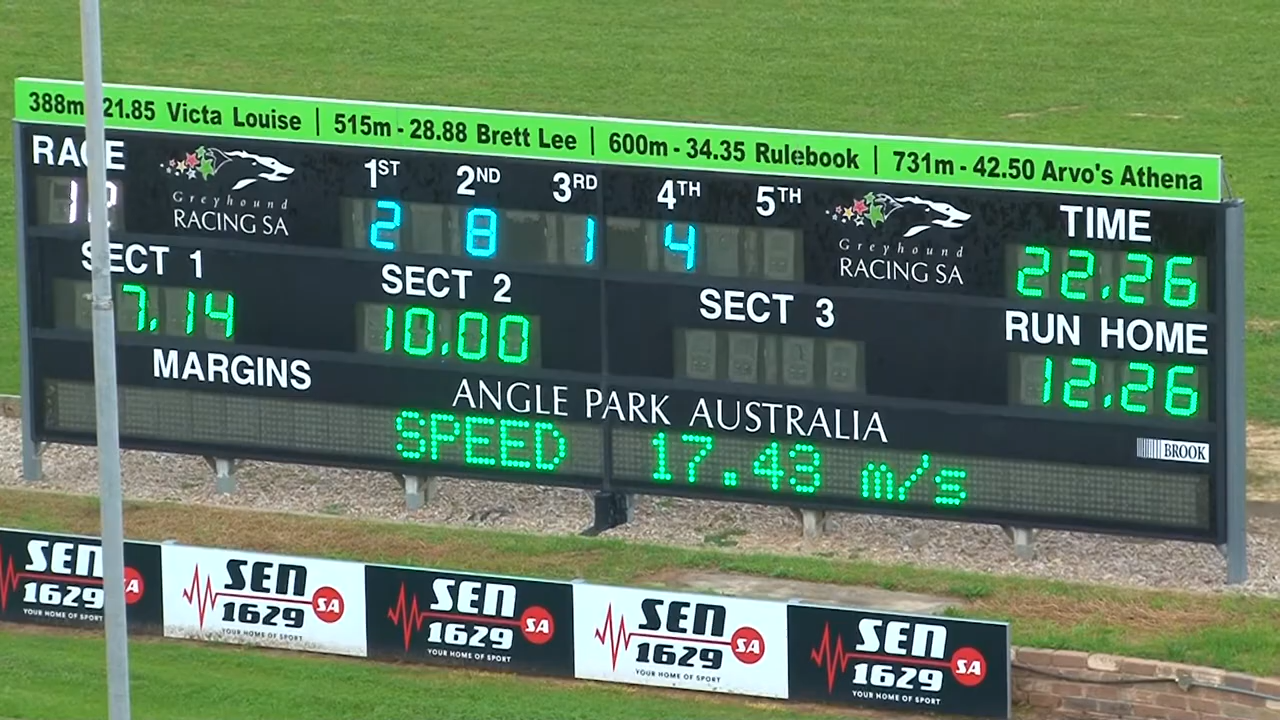 388m - 21.85 Victa Louise | 515m - 28.88 Brett Lee | 600m - 34.35 Rulebook | 731m - 42.50 Arvo's Athena
RACE
Greyhound
RACING SA
1ST 2ND 3RD 4TH 5TH
2 8 1 4
Greyhound
RACING SA
TIME
22.26
SECT 1
7.14
SECT 2
10.00
SECT 3
RUN HOME
12.26
MARGINS
ANGLE PARK AUSTRALIA
BROOK
SPEED 17.43 m/s
SEN
1629
SA
SEN
1629
SA
YOUR HOME OF SPORT
SEN
1629
SA
YOUR HOME OF SPORT
SEN
1629
SA
YOUR HOME OF SPORT
SEN
1629
SA
YOUR HOME OF SPORT